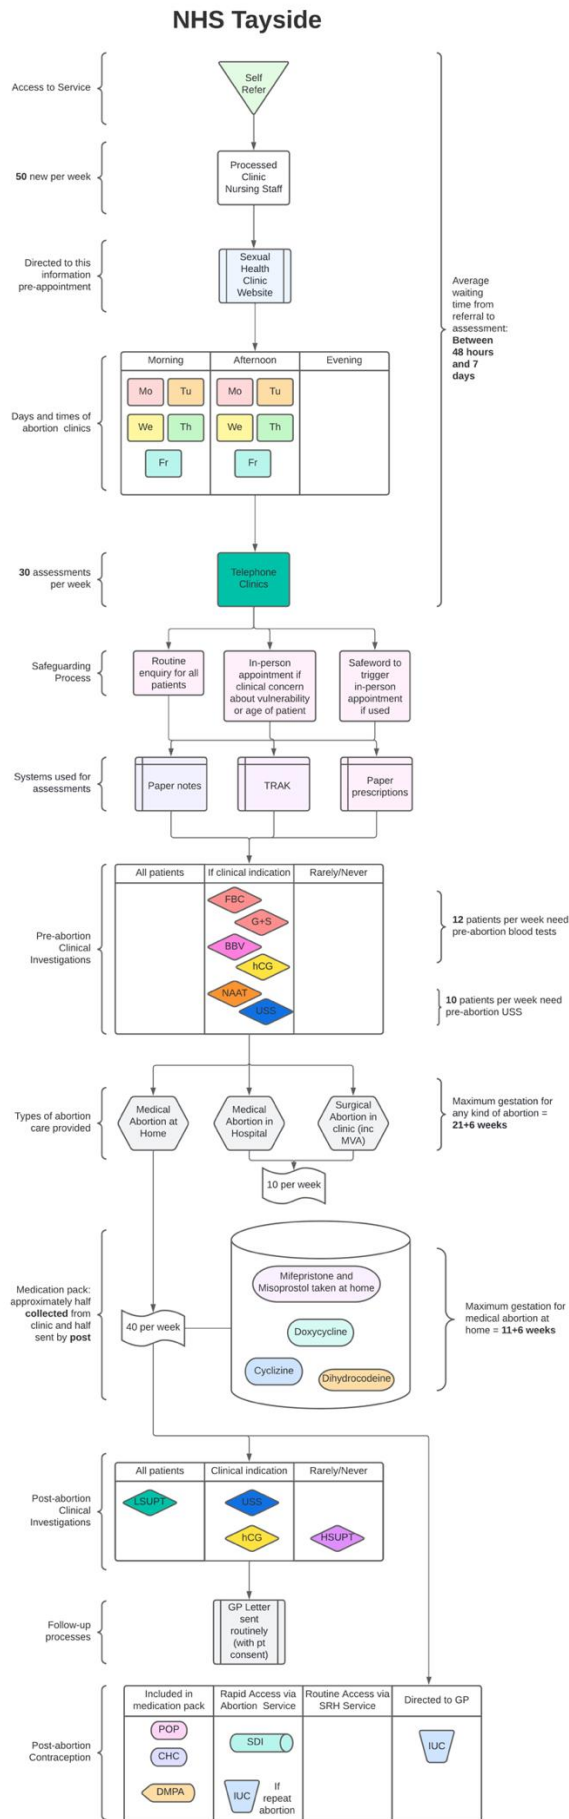 NHS Tayside
Access to Service
Self
Refer
50 new per week
Processed
Clinic
Nursing Staff
Directed to this
information
pre-appointment
Sexual
Health
Clinic
Website
Average
waiting
time from
referral to
assessment:
Between
48 hours
and 7
days
Days and times of
abortion clinics
Morning Afternoon Evening
Mo Tu Mo Tu
We Th We Th
Fr Fr
30 assessments
per week
Telephone
Clinics
Safeguarding
Process
Routine
enquiry for all
patients
In-person
appointment if
clinical concern
about vulnerability
or age of patient
Safeword to
trigger
in-person
appointment
if used
Systems used for
assessments
Paper notes
TRAK
Paper
prescriptions
Pre-abortion
Clinical
Investigations
All patients If clinical indication Rarely/Never
FBC
G+S
BBV
hCG
NAAT
USS
12 patients per week need
pre-abortion blood tests
10 patients per week need
pre-abortion USS
Types of abortion
care provided
Medical
Abortion at
Home
Medical
Abortion in
Hospital
Surgical
Abortion in
clinic (inc
MVA)
Maximum gestation for
any kind of abortion =
21+6 weeks
10 per week
Medication pack:
approximately half
collected from
clinic and half
sent by post
40 per week
Mifepristone and
Misoprostol taken at home
Doxycycline
Cyclizine
Dihydrocodeine
Maximum gestation for
medical abortion at
home = 11+6 weeks
Post-abortion
Clinical
Investigations
All patients Clinical indication Rarely/Never
LSUPT USS
hCG HSUPT
Follow-up
processes
GP Letter
sent
routinely
(with pt
consent)
Post-abortion
Contraception
Included in
medication pack
Rapid Access via
Abortion Service
Routine Access via
SRH Service
Directed to GP
POP
CHC
DMPA
SDI
IUC
If
repeat
abortion
IUC